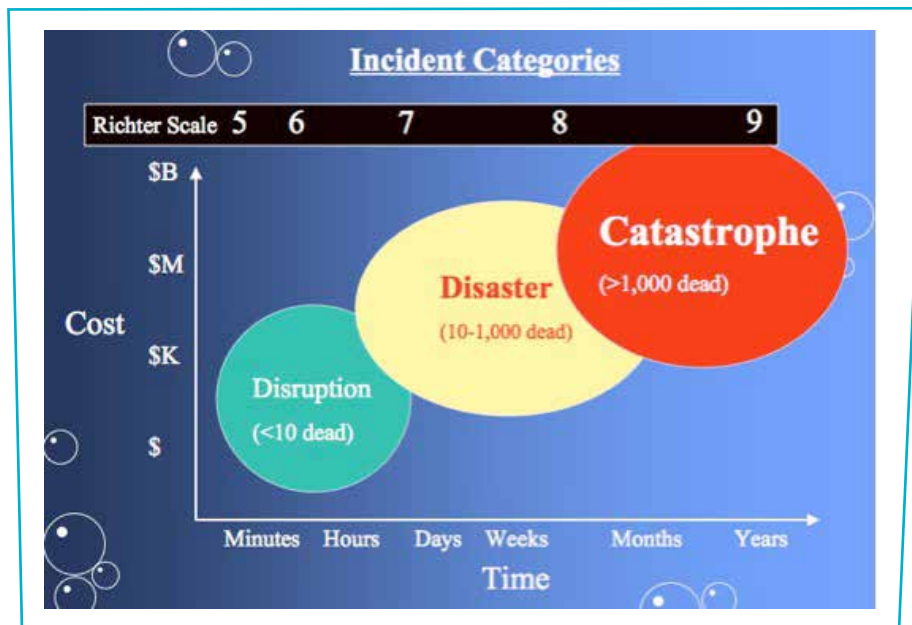 Incident Categories
Richter Scale 5 6 7 8 9
$B
$M
Cost
$K
$
Catastrophe
(>1,000 dead)
Disaster
(10-1,000 dead)
Disruption
(<10 dead)
Minutes Hours Days Weeks Months Years
Time